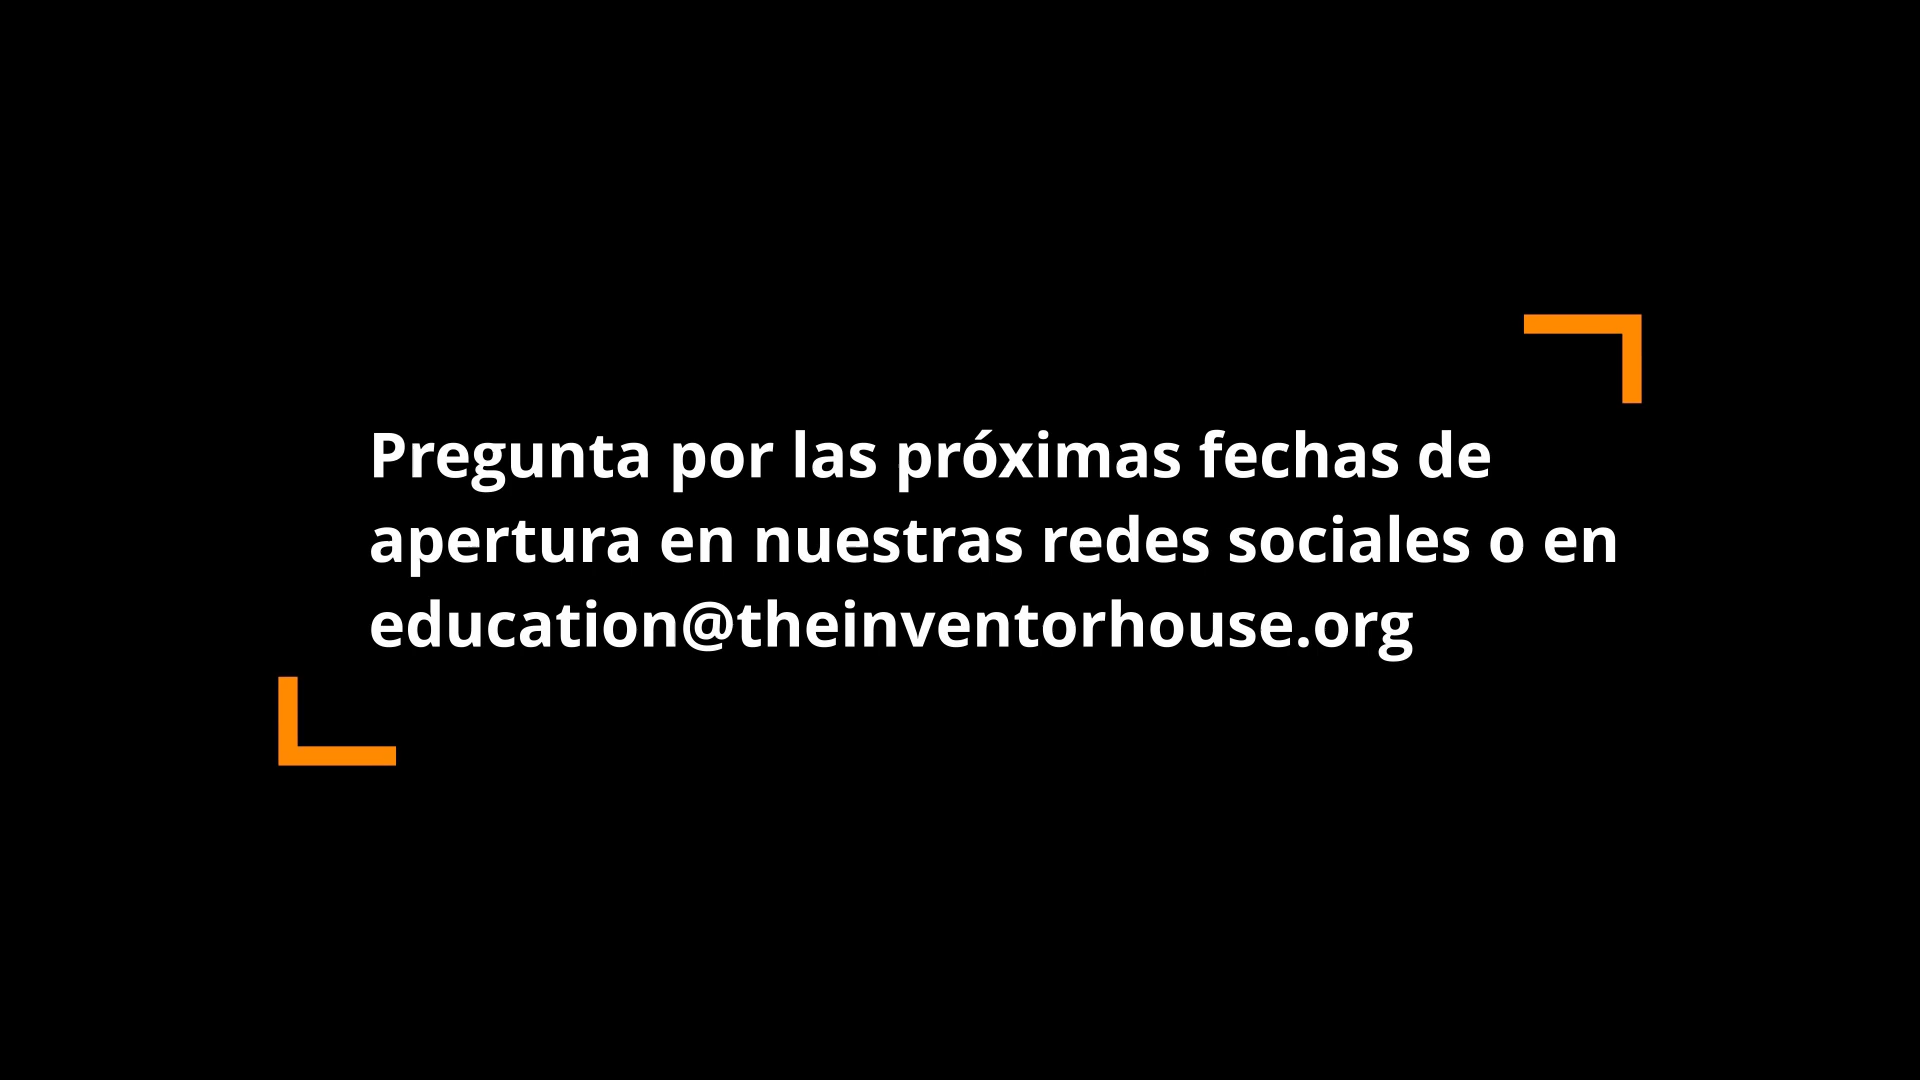 Pregunta por las próximas fechas de
apertura en nuestras redes sociales o en
education@theinventorhouse.org